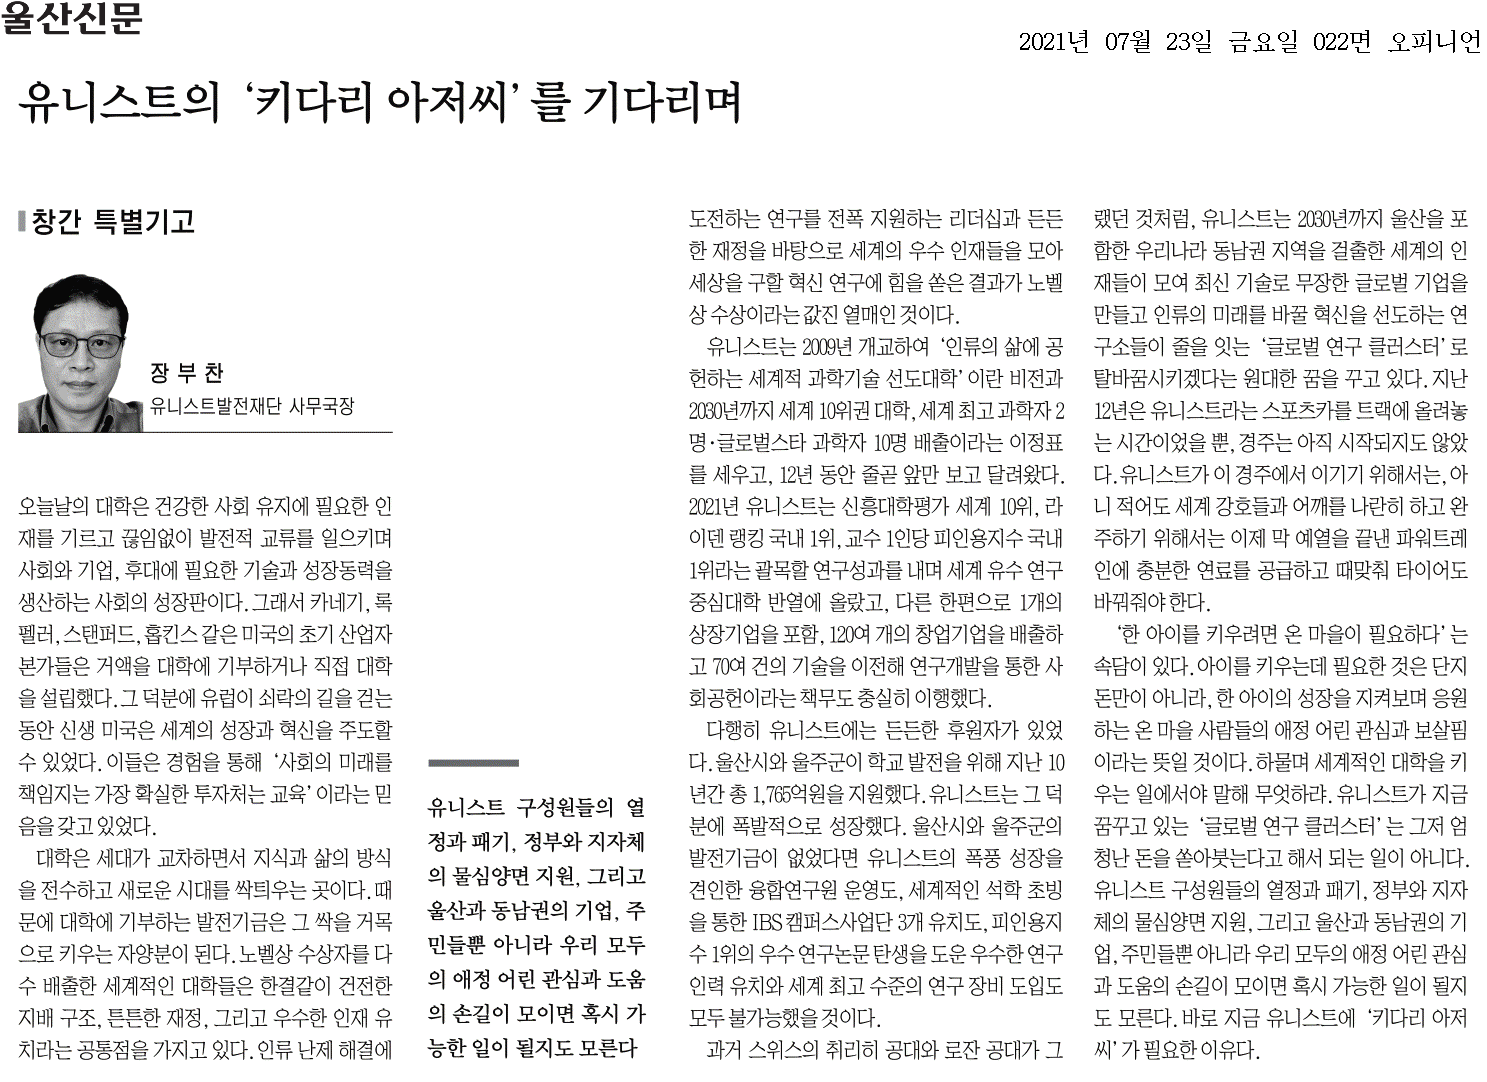 울산신문
2021년 07월 23일 금요일 022면 오피니언
유니스트의 ‘키다리 아저씨’를 기다리며
창간 특별기고
장 부 찬
유니스트발전재단 사무국장
오늘날의 대학은 건강한 사회 유지에 필요한 인
재를 기르고 끊임없이 발전적 교류를 일으키며
사회와 기업, 후대에 필요한 기술과 성장동력을
생산하는 사회의 성장판이다. 그래서 카네기, 록
펠러, 스탠퍼드, 홉킨스 같은 미국의 초기 산업자
본가들은 거액을 대학에 기부하거나 직접 대학
을 설립했다. 그 덕분에 유럽이 쇠락의 길을 걷는
동안 신생 미국은 세계의 성장과 혁신을 주도할
수 있었다. 이들은 경험을 통해 ‘사회의 미래를
책임지는 가장 확실한 투자처는 교육’이라는 믿
음을 갖고 있었다.
대학은 세대가 교차하면서 지식과 삶의 방식
을 전수하고 새로운 시대를 싹틔우는 곳이다. 때
문에 대학에 기부하는 발전기금은 그 싹을 거목
으로 키우는 자양분이 된다. 노벨상 수상자를 다
수 배출한 세계적인 대학들은 한결같이 건전한
지배 구조, 튼튼한 재정, 그리고 우수한 인재 유
치라는 공통점을 가지고 있다. 인류 난제 해결에
유니스트 구성원들의 열
정과 패기, 정부와 지자체
의 물심양면 지원, 그리고
울산과 동남권의 기업, 주
민들뿐 아니라 우리 모두
의 애정 어린 관심과 도움
의 손길이 모이면 혹시 가
능한 일이 될지도 모른다
도전하는 연구를 전폭 지원하는 리더십과 든든
한 재정을 바탕으로 세계의 우수 인재들을 모아
세상을 구할 혁신 연구에 힘을 쏟은 결과가 노벨
상 수상이라는 값진 열매인 것이다.
유니스트는 2009년 개교하여 ‘인류의 삶에 공
헌하는 세계적 과학기술 선도대학’이란 비전과
2030년까지 세계 10위권 대학, 세계 최고 과학자 2
명·글로벌스타 과학자 10명 배출이라는 이정표
를 세우고, 12년 동안 줄곧 앞만 보고 달려왔다.
2021년 유니스트는 신흥대학평가 세계 10위, 라
이덴 랭킹 국내 1위, 교수 1인당 피인용지수 국내
1위라는 괄목할 연구성과를 내며 세계 유수 연구
중심대학 반열에 올랐고, 다른 한편으로 1개의
상장기업을 포함, 120여 개의 창업기업을 배출하
고 70여 건의 기술을 이전해 연구개발을 통한 사
회공헌이라는 책무도 충실히 이행했다.
다행히 유니스트에는 든든한 후원자가 있었
다. 울산시와 울주군이 학교 발전을 위해 지난 10
년간 총 1,765억원을 지원했다. 유니스트는 그 덕
분에 폭발적으로 성장했다. 울산시와 울주군의
발전기금이 없었다면 유니스트의 폭풍 성장을
견인한 융합연구원 운영도, 세계적인 석학 초빙
을 통한 IBS 캠퍼스사업단 3개 유치도, 피인용지
수 1위의 우수 연구논문 탄생을 도운 우수한 연구
인력 유치와 세계 최고 수준의 연구 장비 도입도
모두 불가능했을 것이다.
과거 스위스의 취리히 공대와 로잔 공대가 그
랬던 것처럼, 유니스트는 2030년까지 울산을 포
함한 우리나라 동남권 지역을 걸출한 세계의 인
재들이 모여 최신 기술로 무장한 글로벌 기업을
만들고 인류의 미래를 바꿀 혁신을 선도하는 연
구소들이 줄을 잇는 ‘글로벌 연구 클러스터’로
탈바꿈시키겠다는 원대한 꿈을 꾸고 있다. 지난
12년은 유니스트라는 스포츠카를 트랙에 올려놓
는 시간이었을 뿐, 경주는 아직 시작되지도 않았
다. 유니스트가 이 경주에서 이기기 위해서는, 아
니 적어도 세계 강호들과 어깨를 나란히 하고 완
주하기 위해서는 이제 막 예열을 끝낸 파워트레
인에 충분한 연료를 공급하고 때맞춰 타이어도
바꿔줘야 한다.
‘한 아이를 키우려면 온 마을이 필요하다’는
속담이 있다. 아이를 키우는데 필요한 것은 단지
돈만이 아니라, 한 아이의 성장을 지켜보며 응원
하는 온 마을 사람들의 애정 어린 관심과 보살핌
이라는 뜻일 것이다. 하물며 세계적인 대학을 키
우는 일에서야 말해 무엇하랴. 유니스트가 지금
꿈꾸고 있는 ‘글로벌 연구 클러스터’는 그저 엄
청난 돈을 쏟아붓는다고 해서 되는 일이 아니다.
유니스트 구성원들의 열정과 패기, 정부와 지자
체의 물심양면 지원, 그리고 울산과 동남권의 기
업, 주민들뿐 아니라 우리 모두의 애정 어린 관심
과 도움의 손길이 모이면 혹시 가능한 일이 될지
도 모른다. 바로 지금 유니스트에 ‘키다리 아저
씨’가 필요한 이유다.